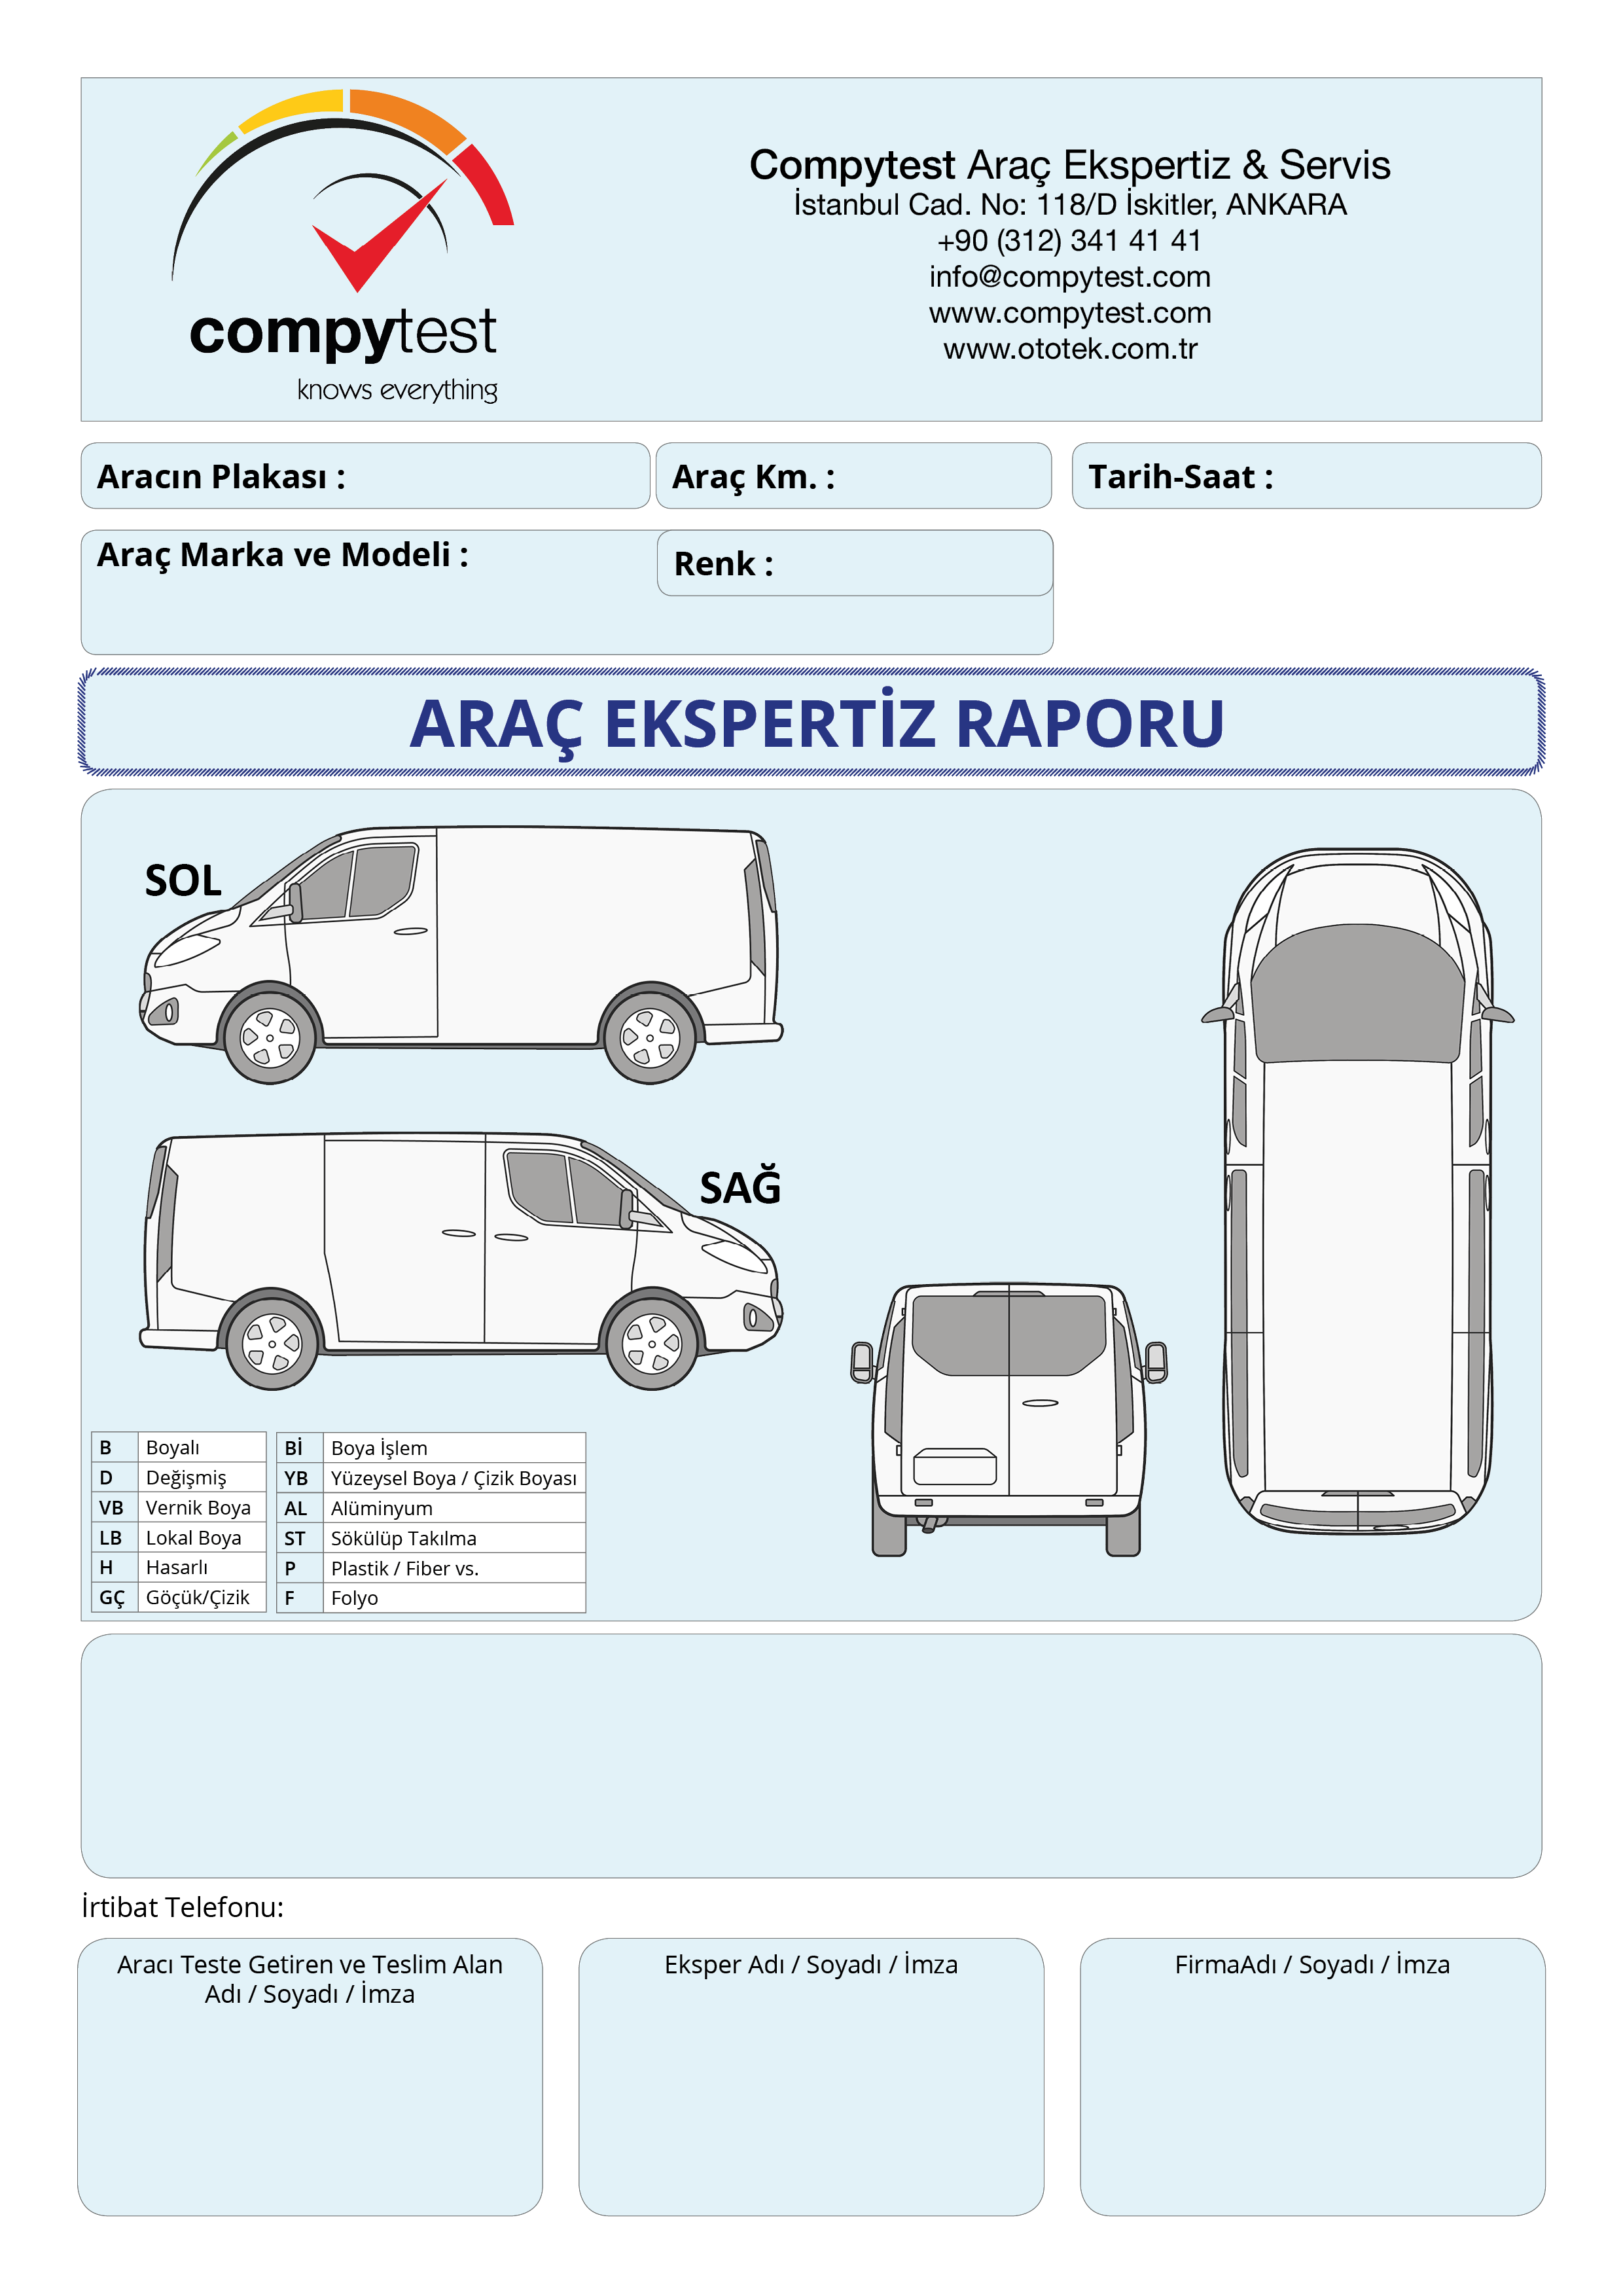 compytest
knows everything
Compytest Araç Ekspertiz & Servis
İstanbul Cad. No: 118/D İskitler, ANKARA
+90 (312) 341 41 41
info@compytest.com
www.compytest.com
www.ototek.com.tr
Aracın Plakası :
Araç Km. :
Tarih-Saat :
Araç Marka ve Modeli :
Renk :
ARAÇ EKSPERTİZ RAPORU
SOL
SAĞ
B Boyalı
D Değişmiş
VB Vernik Boya
LB Lokal Boya
H Hasarlı
GÇ Göçük/Çizik
Bİ Boya İşlem
YB Yüzeysel Boya / Çizik Boyası
AL Alüminyum
ST Sökülüp Takılma
P Plastik / Fiber vs.
F Folyo
İrtibat Telefonu:
Aracı Teste Getiren ve Teslim Alan
Adı / Soyadı / İmza
Eksper Adı / Soyadı / İmza
FirmaAdı / Soyadı / İmza